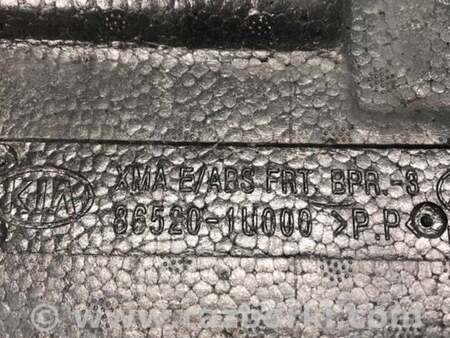 KIA XMA E/ABS FRT. BPR.-3
86520-1U000 >P.P<